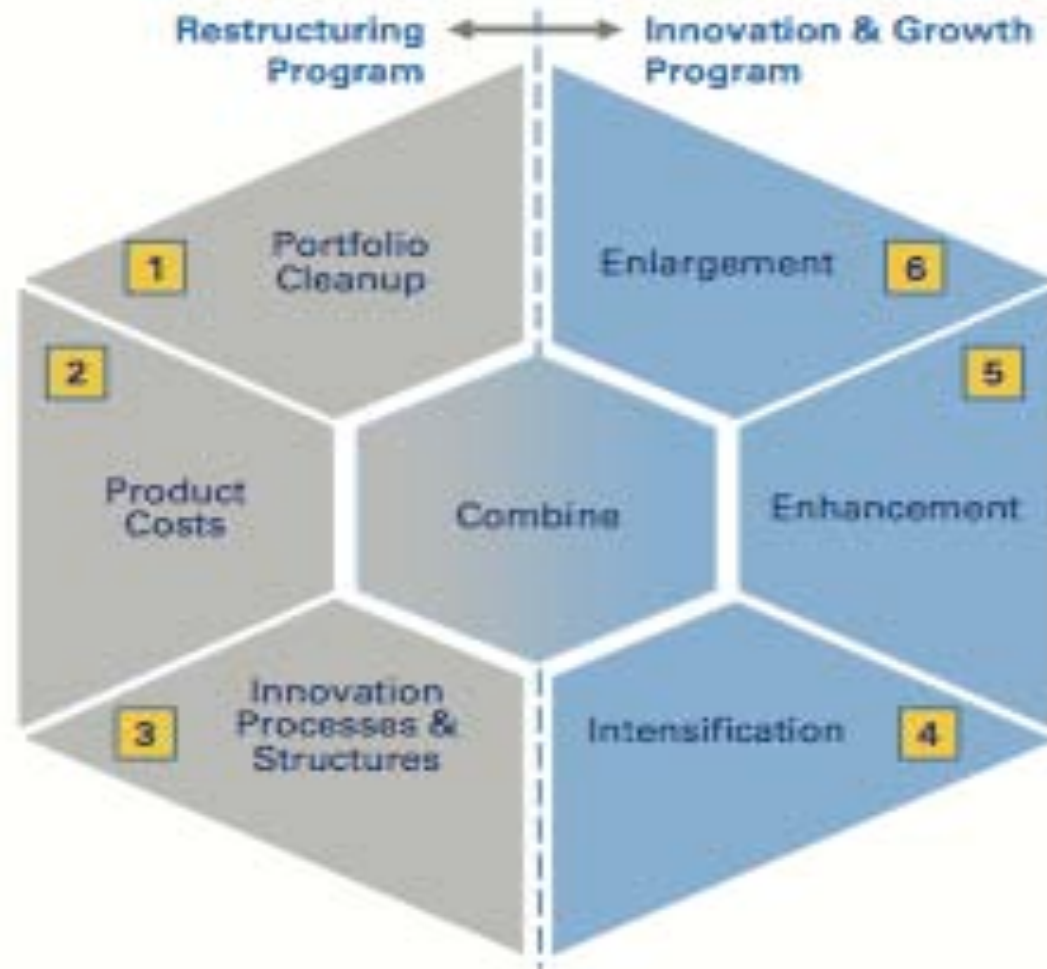 Restructuring
Program
Innovation & Growth
Program
1
Portfolio
Cleanup
Enlargement
6
2
5
Product
Costs
Combine
Enhancement
3
Innovation
Processes &
Structures
Intensification
4